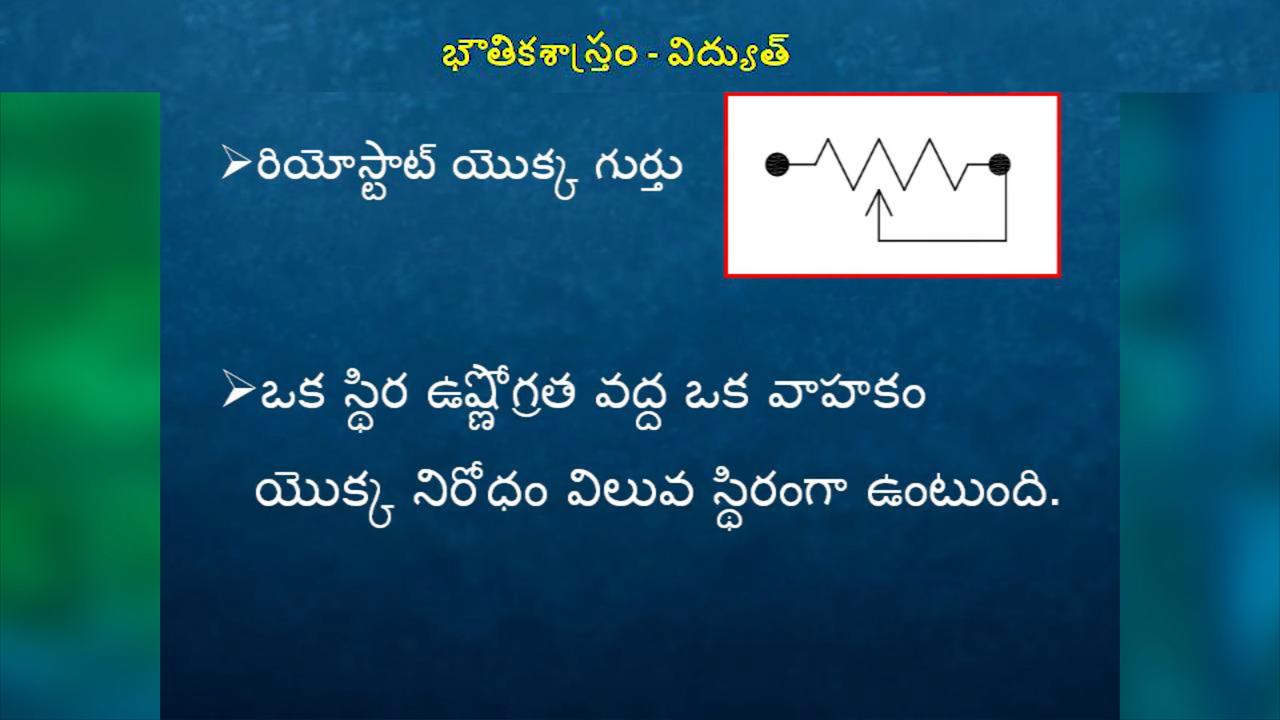 భౌతికశాస్త్రం - విద్యుత్
➢రియోస్టాట్ యొక్క గుర్తు
➢ఒక స్థిర ఉష్ణోగ్రత వద్ద ఒక వాహకం
యొక్క నిరోధం విలువ స్థిరంగా ఉంటుంది.